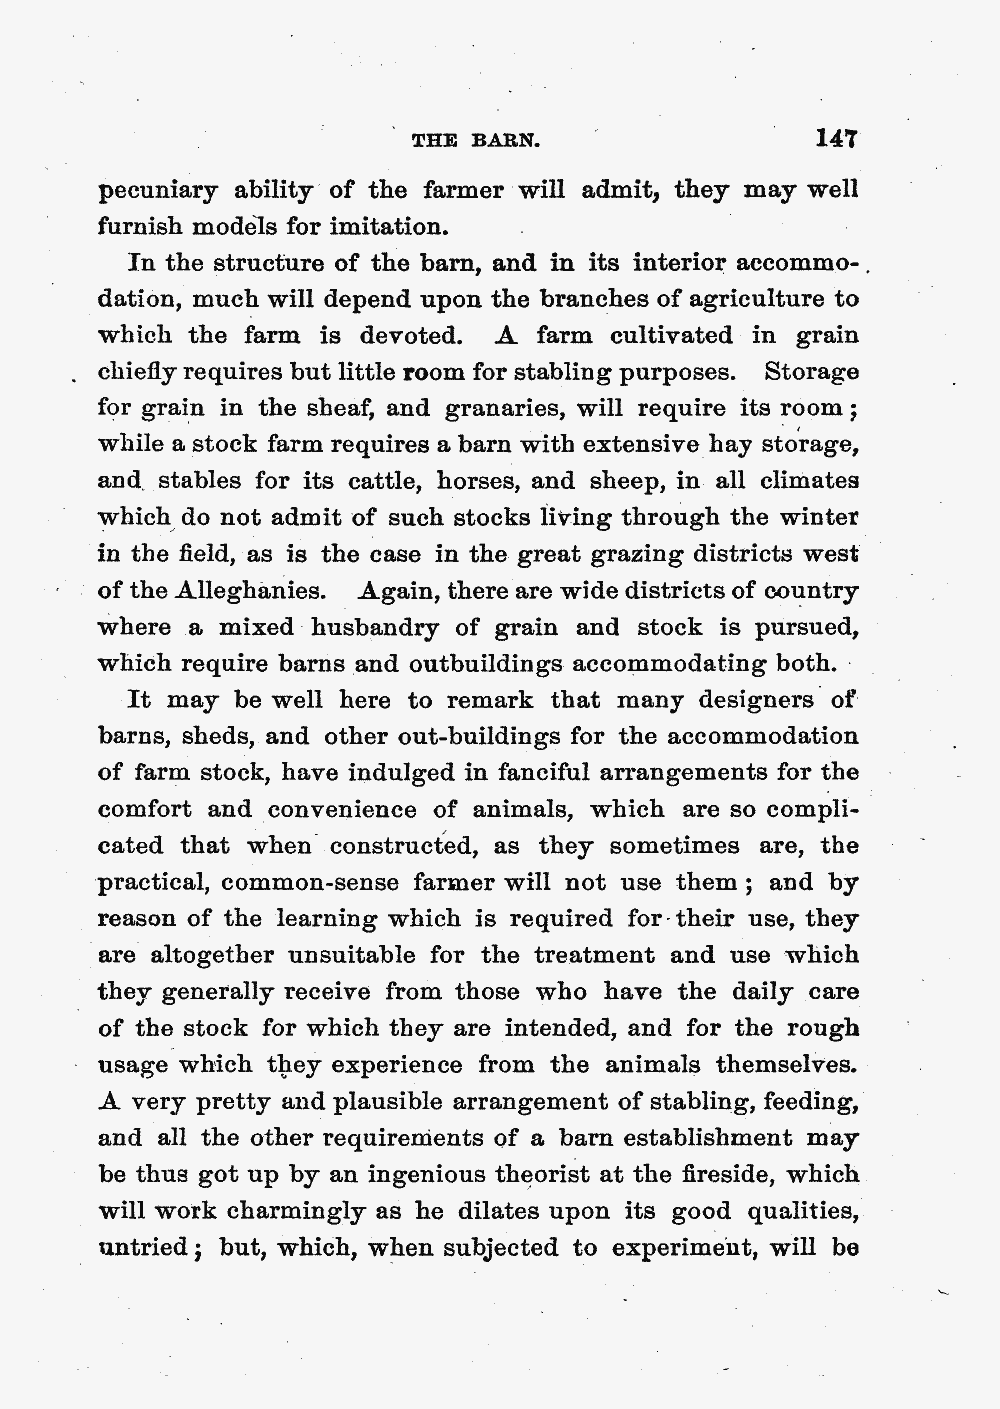 THE BARN. 147
pecuniary ability of the farmer will admit, they may well
furnish models for imitation.
In the structure of the barn, and in its interior accommo-
dation, much will depend upon the branches of agriculture to
which the farm is devoted. A farm cultivated in grain
chiefly requires but little room for stabling purposes. Storage
for grain in the sheaf, and granaries, will require its room ;
while a stock farm requires a barn with extensive hay storage,
and stables for its cattle, horses, and sheep, in all climates
which do not admit of such stocks living through the winter
in the field, as is the case in the great grazing districts west
of the Alleghanies. Again, there are wide districts of country
where a mixed husbandry of grain and stock is pursued,
which require barns and outbuildings accommodating both.
It may be well here to remark that many designers of
barns, sheds, and other out-buildings for the accommodation
of farm stock, have indulged in fanciful arrangements for the
comfort and convenience of animals, which are so compli-
cated that when constructed, as they sometimes are, the
practical, common-sense farmer will not use them ; and by
reason of the learning which is required for their use, they
are altogether unsuitable for the treatment and use which
they generally receive from those who have the daily care
of the stock for which they are intended, and for the rough
usage which they experience from the animals themselves.
A very pretty and plausible arrangement of stabling, feeding,
and all the other requirements of a barn establishment may
be thus got up by an ingenious theorist at the fireside, which
will work charmingly as he dilates upon its good qualities,
untried ; but, which, when subjected to experiment, will be